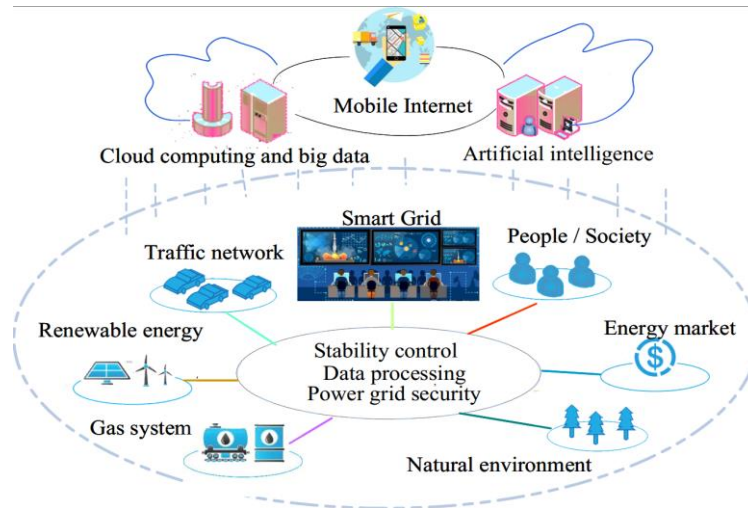 Mobile Internet
Cloud computing and big data
Artificial intelligence
Smart Grid
People / Society
Traffic network
Renewable energy
Energy market
Stability control
Data processing
Power grid security
Gas system
Natural environment
$